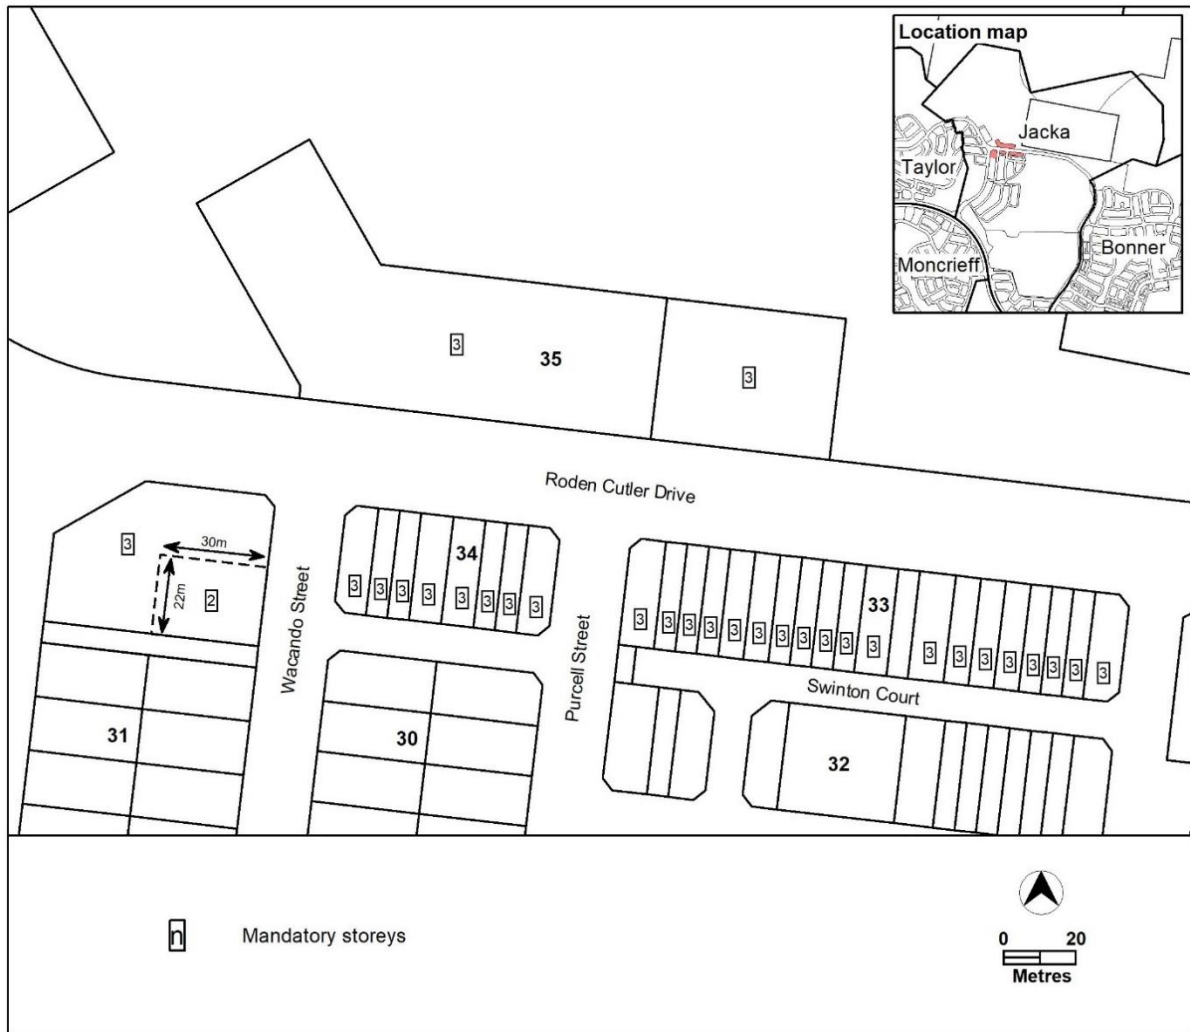 Location map
Jacka
Taylor
Bonner
Moncrieff
3
35
3
Roden Cutler Drive
3
30m
22m
2
Wacando Street
34
3 3 3 3 3 3 3 3
Purcell Street
33
3 3 3 3 3 3 3 3 3 3 3 3 3 3 3 3 3 3 3
Swinton Court
31
30
32
n Mandatory storeys
0 20
Metres